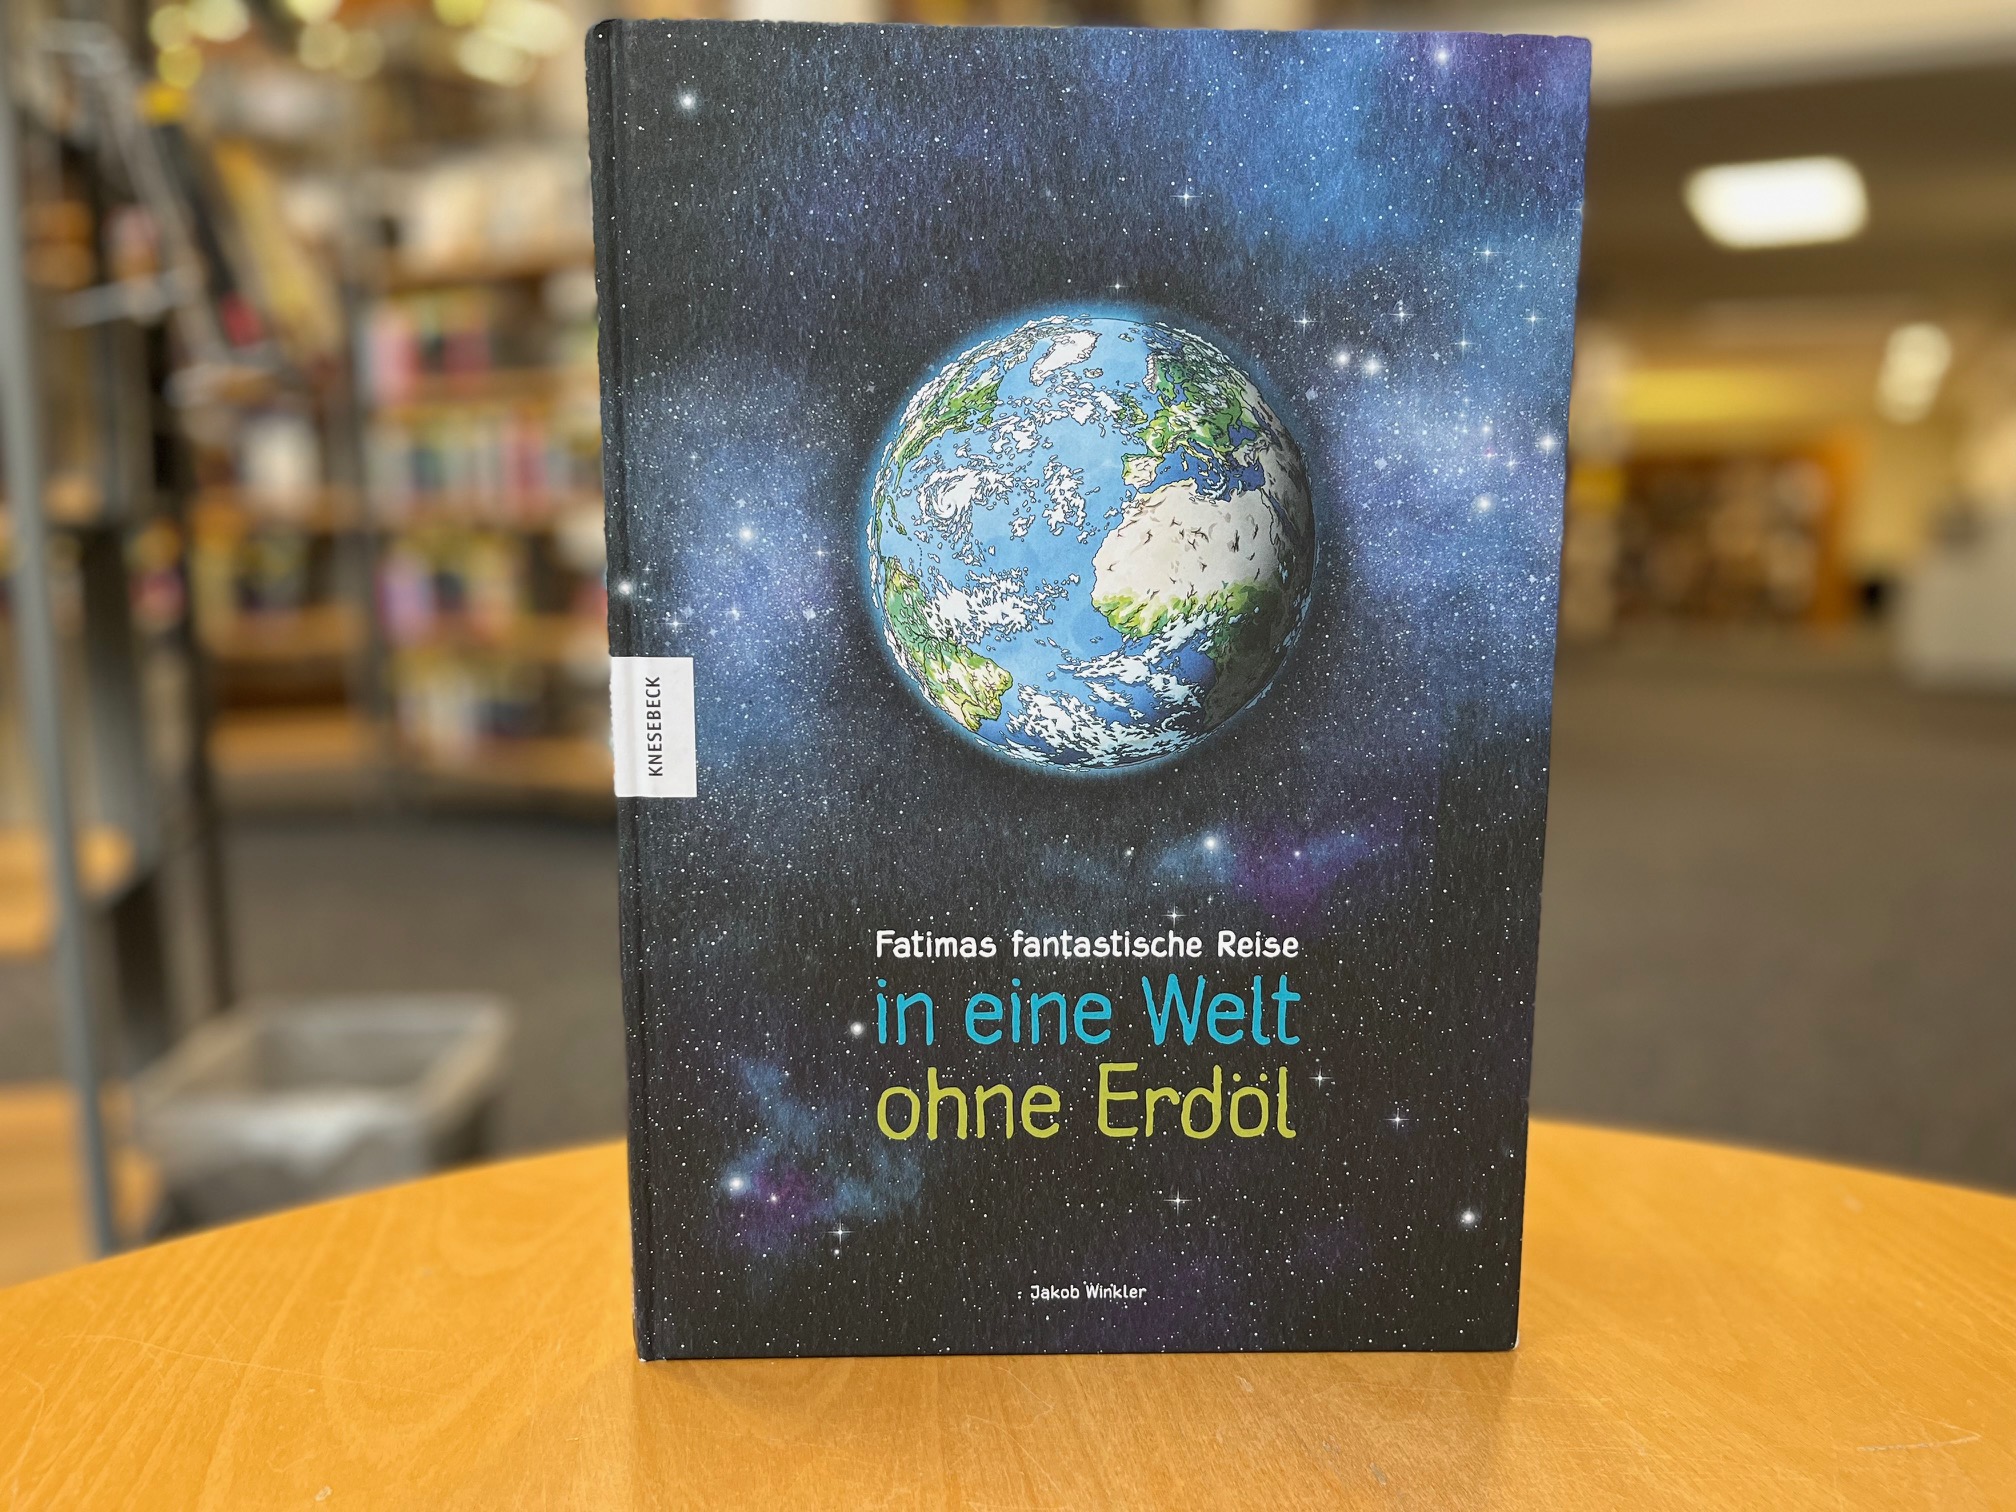 KNESEBECK
Fatimas fantastische Reise
in eine Welt
ohne Erdöl
Jakob Winkler